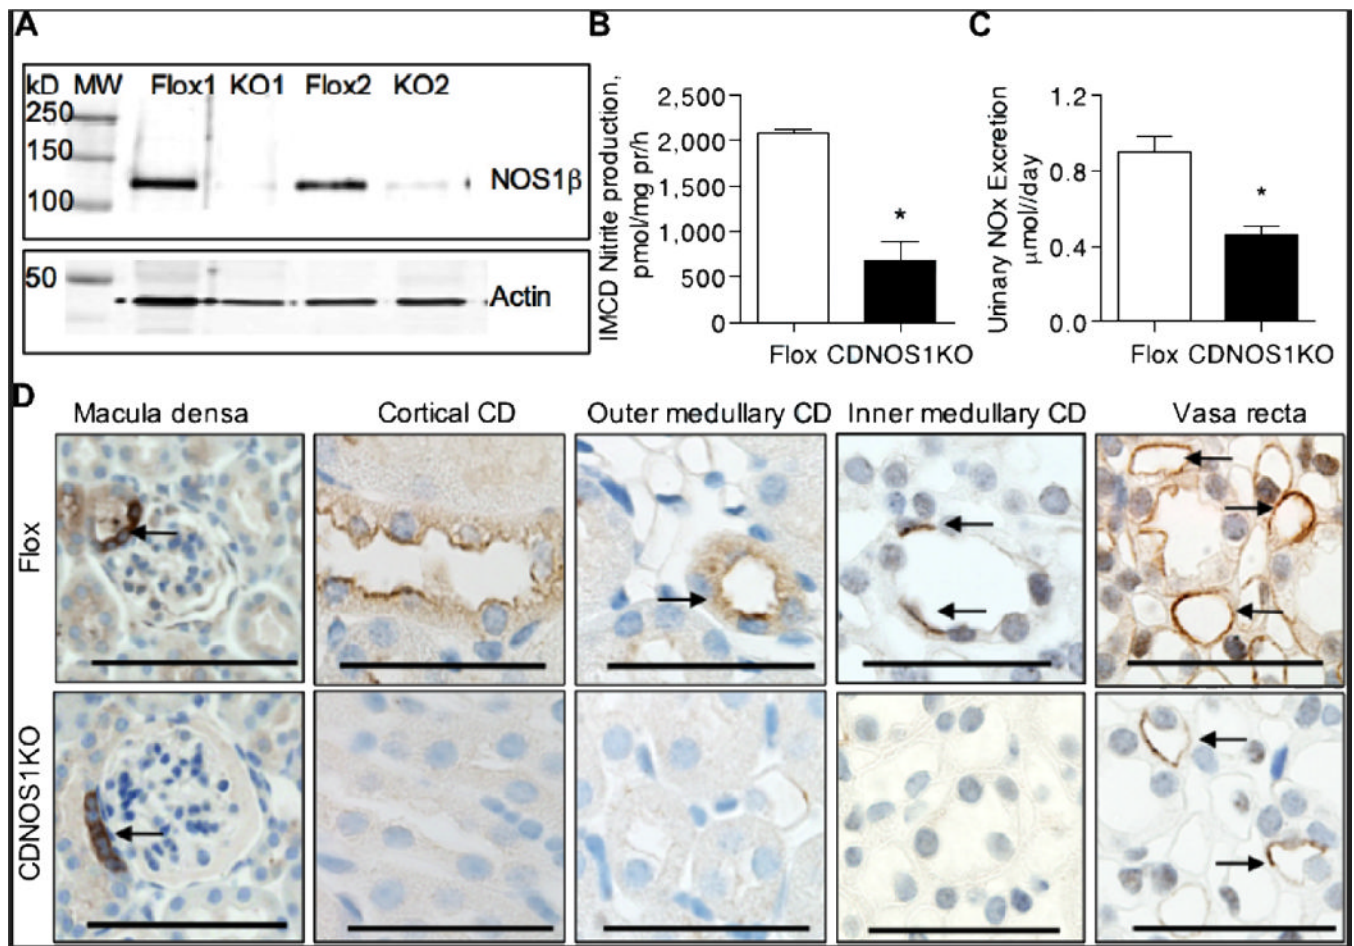 A
kD MW Flox1 KO1 Flox2 KO2
250
150
100
NOS1β
50
Actin
B
IMCD Nitrite production,
pmol/mg pr/h
2,500
2,000
1,500
1,000
500
0
*
Flox CDNOS1KO
C
Urinary NOx Excretion
μmol//day
1.2
0.8
0.4
0.0
*
Flox CDNOS1KO
D
Macula densa Cortical CD Outer medullary CD Inner medullary CD Vasa recta
Flox
CDNOS1KO